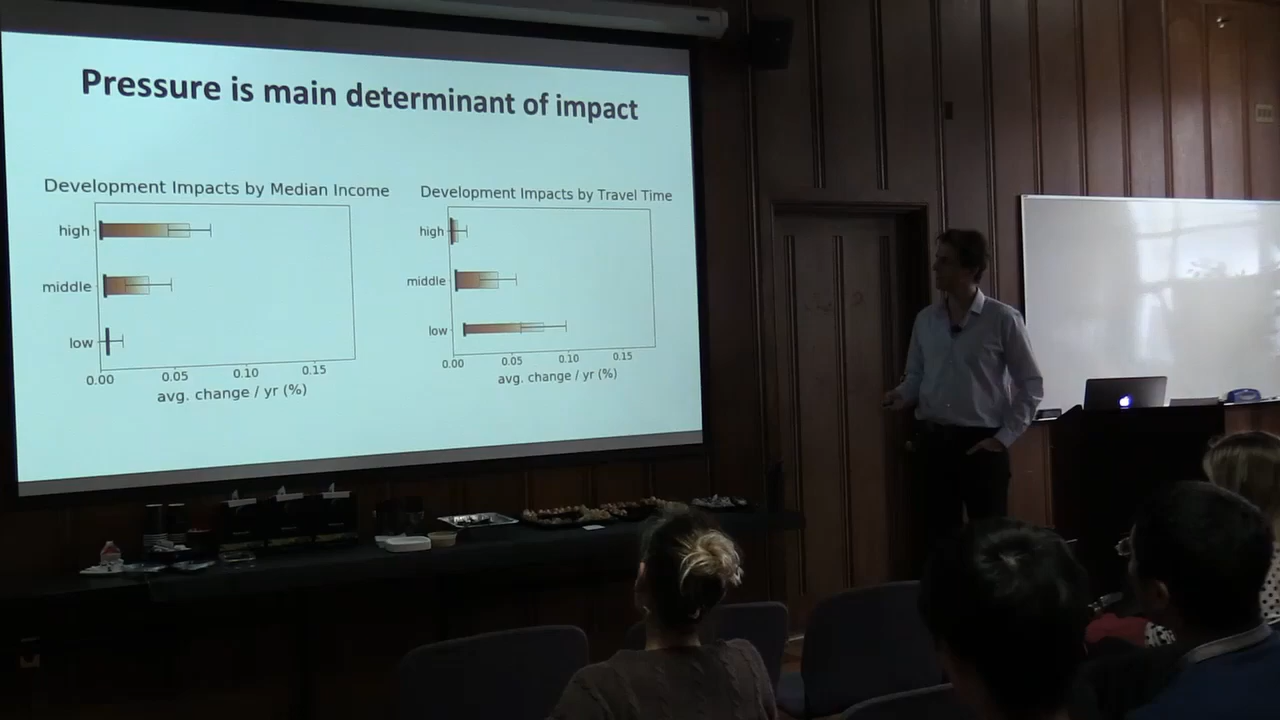 Pressure is main determinant of impact
Development Impacts by Median Income
high
middle
low
0.00 0.05 0.10 0.15
avg. change / yr (%)
Development Impacts by Travel Time
high
middle
low
0.00 0.05 0.10 0.15
avg. change / yr (%)